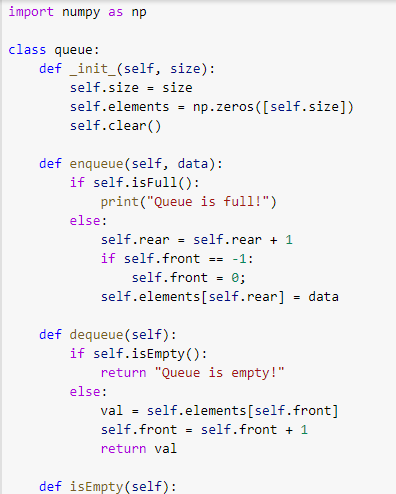 import numpy as np
class queue:
def _init_(self, size):
self.size = size
self.elements = np.zeros([self.size])
self.clear()
def enqueue(self, data):
if self.isFull():
print("Queue is full!")
else:
self.rear = self.rear + 1
if self.front == -1:
self.front = 0;
self.elements[self.rear] = data
def dequeue(self):
if self.isEmpty():
return "Queue is empty!"
else:
val = self.elements[self.front]
self.front = self.front + 1
return val
def isEmpty(self):